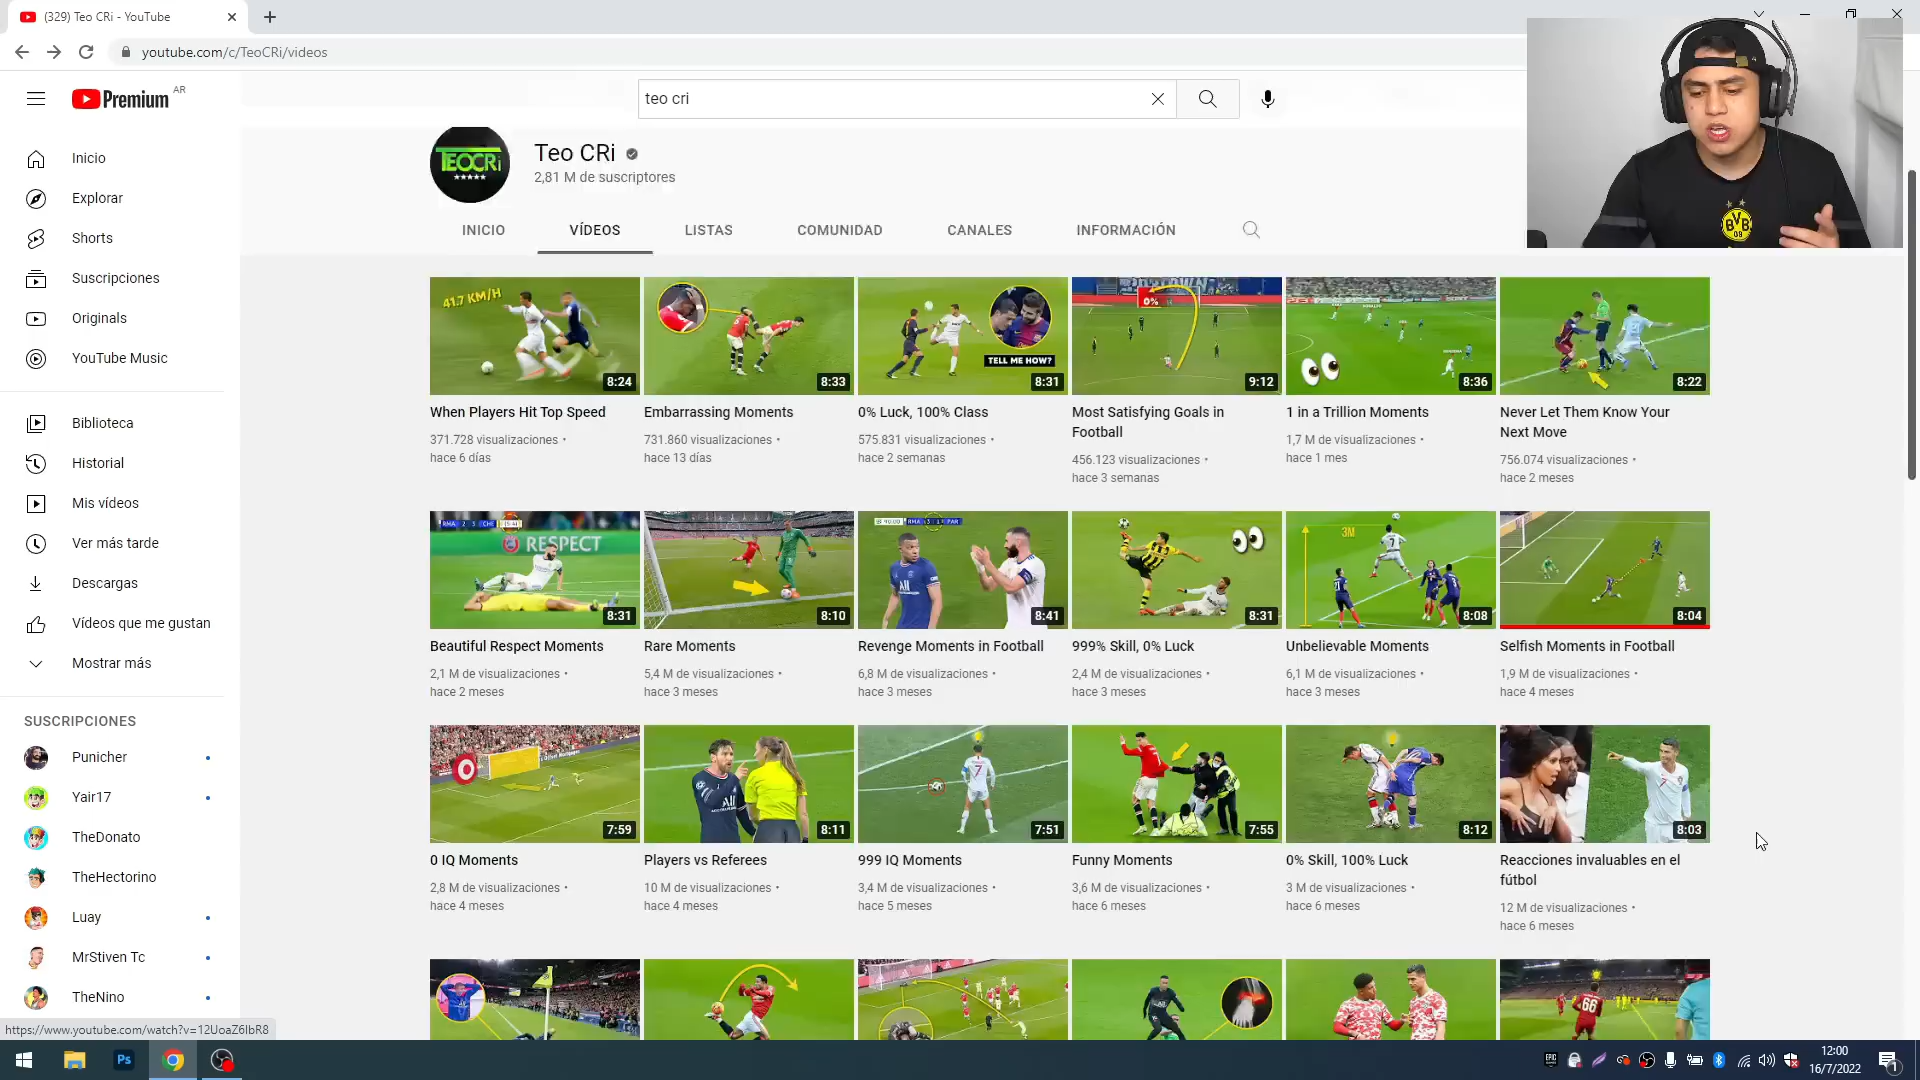 (329) Teo CRi - YouTube
youtube.com/c/TeoCRi/videos
Premium AR
teo cri
TEOCRi
Teo CRi
2,81 M de suscriptores
INICIO VÍDEOS LISTAS COMUNIDAD CANALES INFORMACIÓN
Inicio
Explorar
Shorts
Suscripciones
Originals
YouTube Music
Biblioteca
Historial
Mis vídeos
Ver más tarde
Descargas
Vídeos que me gustan
Mostrar más
SUSCRIPCIONES
Punicher
Yair17
TheDonato
TheHectorino
Luay
MrStiven Tc
TheNino
41.7 KM/H
8:24
When Players Hit Top Speed
371.728 visualizaciones •
hace 6 días
8:33
Embarrassing Moments
731.860 visualizaciones •
hace 13 días
TELL ME HOW?
8:31
0% Luck, 100% Class
575.831 visualizaciones •
hace 2 semanas
0%
9:12
Most Satisfying Goals in
Football
456.123 visualizaciones •
hace 3 semanas
8:36
1 in a Trillion Moments
1,7 M de visualizaciones •
hace 1 mes
8:22
Never Let Them Know Your
Next Move
756.074 visualizaciones •
hace 2 meses
RESPECT
8:31
Beautiful Respect Moments
2,1 M de visualizaciones •
hace 2 meses
8:10
Rare Moments
5,4 M de visualizaciones •
hace 3 meses
8:41
Revenge Moments in Football
6,8 M de visualizaciones •
hace 3 meses
8:31
999% Skill, 0% Luck
2,4 M de visualizaciones •
hace 3 meses
3M
7
8:08
Unbelievable Moments
6,1 M de visualizaciones •
hace 3 meses
8:04
Selfish Moments in Football
1,9 M de visualizaciones •
hace 4 meses
7:59
0 IQ Moments
2,8 M de visualizaciones •
hace 4 meses
8:11
Players vs Referees
10 M de visualizaciones •
hace 4 meses
7
7:51
999 IQ Moments
3,4 M de visualizaciones •
hace 5 meses
7:55
Funny Moments
3,6 M de visualizaciones •
hace 6 meses
8:12
0% Skill, 100% Luck
3 M de visualizaciones •
hace 6 meses
8:03
Reacciones invaluables en el
fútbol
12 M de visualizaciones •
hace 6 meses
66
BVB
09
https://www.youtube.com/watch?v=12UoaZ6IbR8
Ps
EPIC
12:00
16/7/2022
1